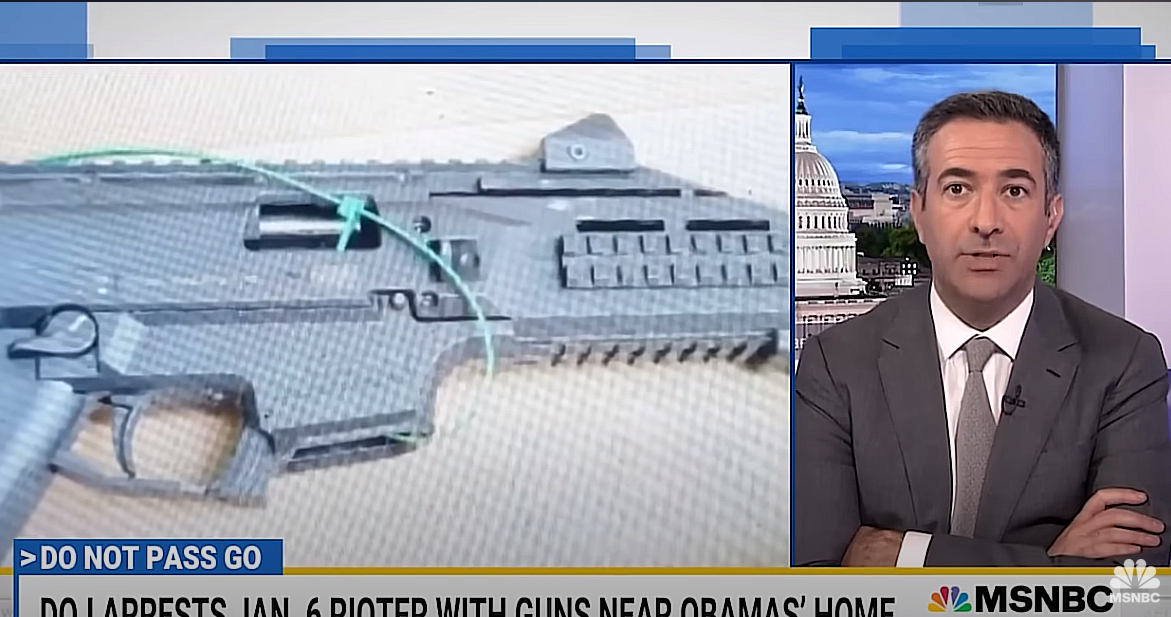 >DO NOT PASS GO
DOJ ARRESTS JAN. 6 RIOTER WITH GUNS NEAR OBAMAS' HOME
MSNBC
MSNBC